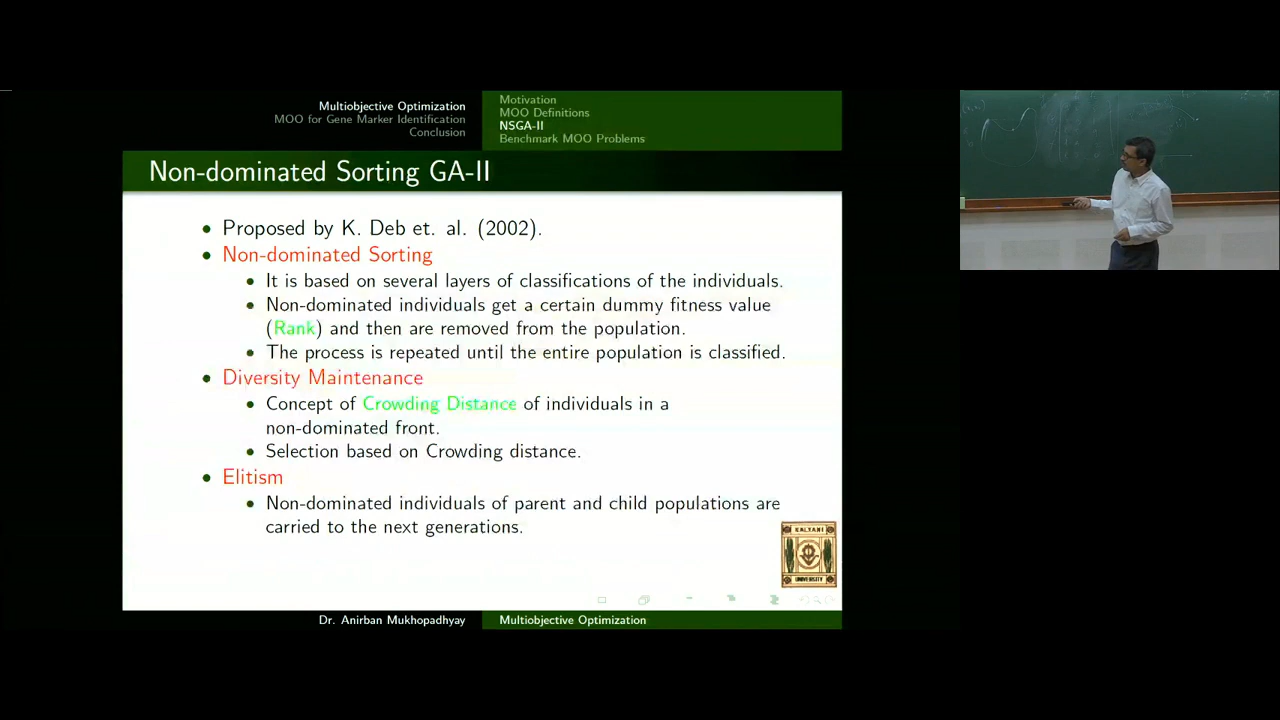 Multiobjective Optimization
MOO for Gene Marker Identification
Conclusion
Motivation
MOO Definitions
NSGA-II
Benchmark MOO Problems
Non-dominated Sorting GA-II
• Proposed by K. Deb et. al. (2002).
• Non-dominated Sorting
• It is based on several layers of classifications of the individuals.
• Non-dominated individuals get a certain dummy fitness value
(Rank) and then are removed from the population.
• The process is repeated until the entire population is classified.
• Diversity Maintenance
• Concept of Crowding Distance of individuals in a
non-dominated front.
• Selection based on Crowding distance.
• Elitism
• Non-dominated individuals of parent and child populations are
carried to the next generations.
KALYANI
UNIVERSITY
Dr. Anirban Mukhopadhyay
Multiobjective Optimization